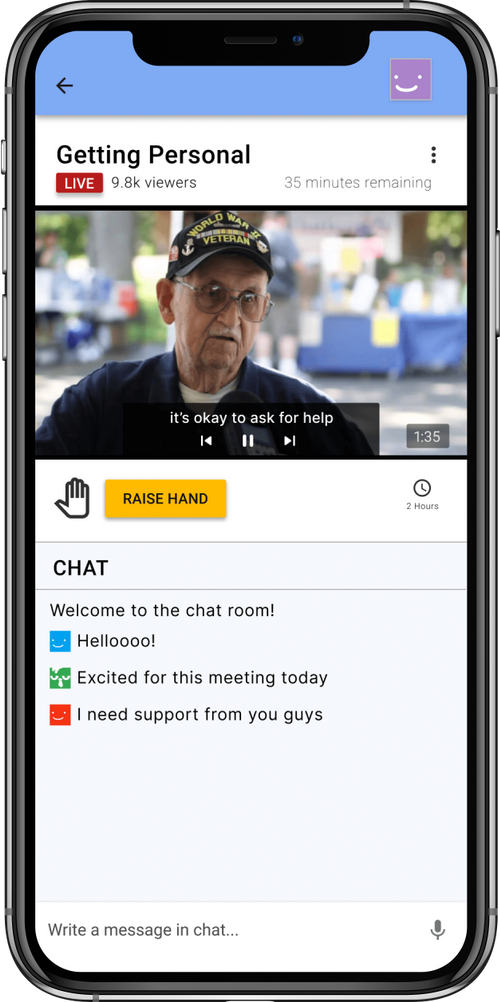 Getting Personal
LIVE 9.8k viewers 35 minutes remaining
WORLD WAR II
VETERAN
it's okay to ask for help
1:35
RAISE HAND
2 Hours
CHAT
Welcome to the chat room!
Helloooo!
Excited for this meeting today
I need support from you guys
Write a message in chat...